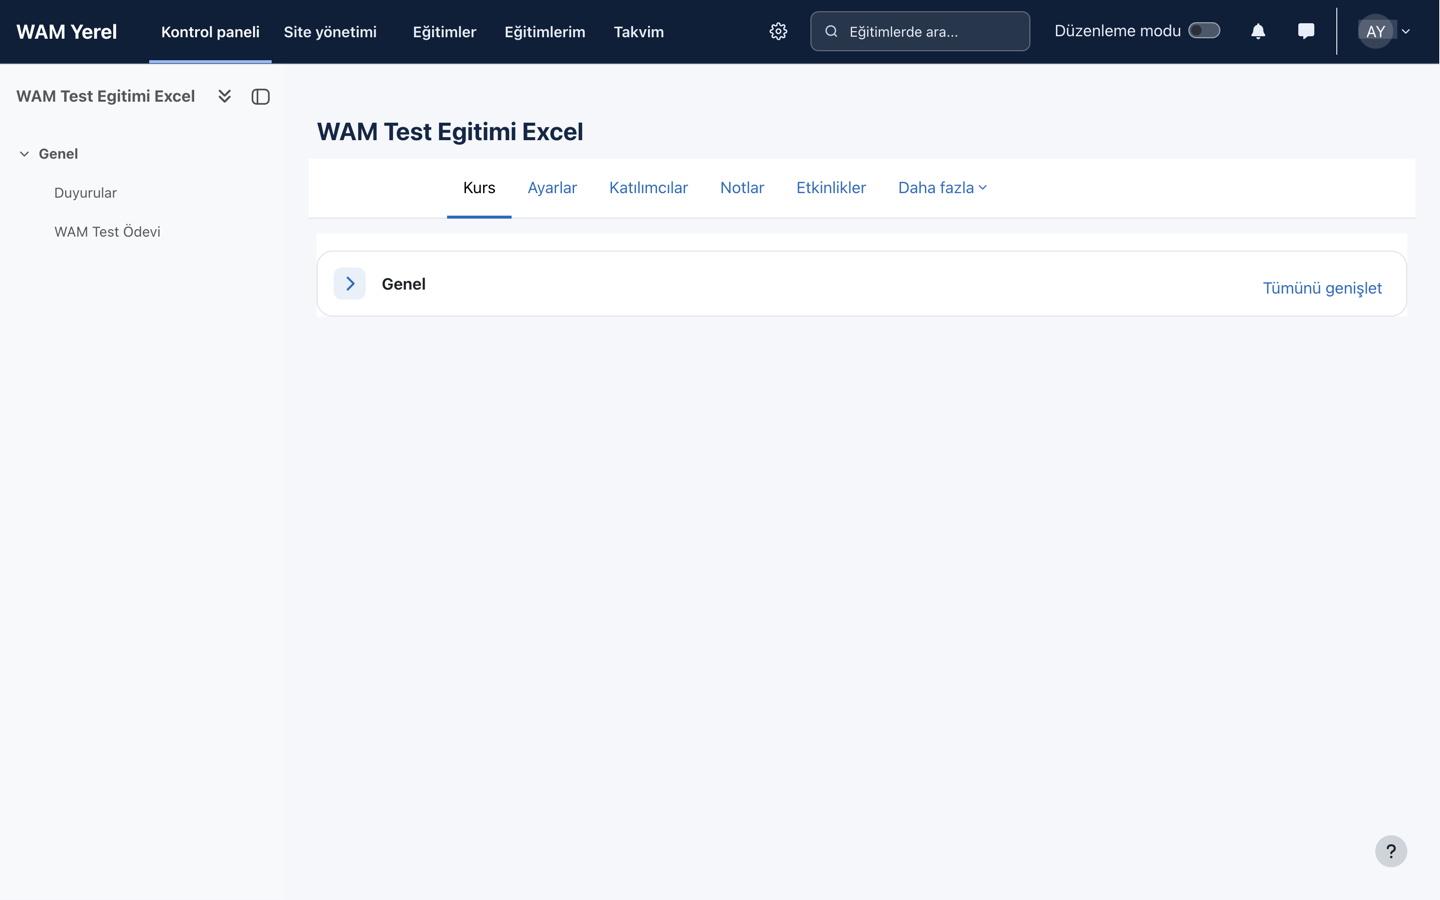 WAM Yerel
Kontrol paneli
Site yönetimi
Eğitimler
Eğitimlerim
Takvim
Eğitimlerde ara...
Düzenleme modu
AY
WAM Test Egitimi Excel
Genel
Duyurular
WAM Test Ödevi
WAM Test Egitimi Excel
Kurs
Ayarlar
Katılımcılar
Notlar
Etkinlikler
Daha fazla
Genel
Tümünü genişlet
?